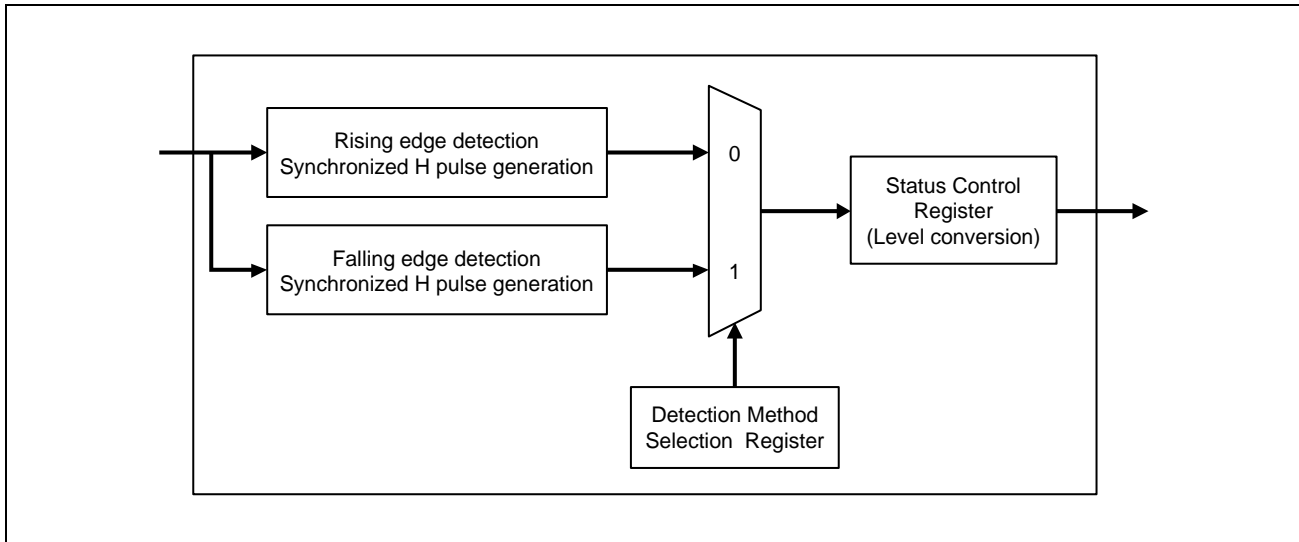 Rising edge detection
Synchronized H pulse generation
0
Status Control
Register
(Level conversion)
Falling edge detection
Synchronized H pulse generation
1
Detection Method
Selection Register